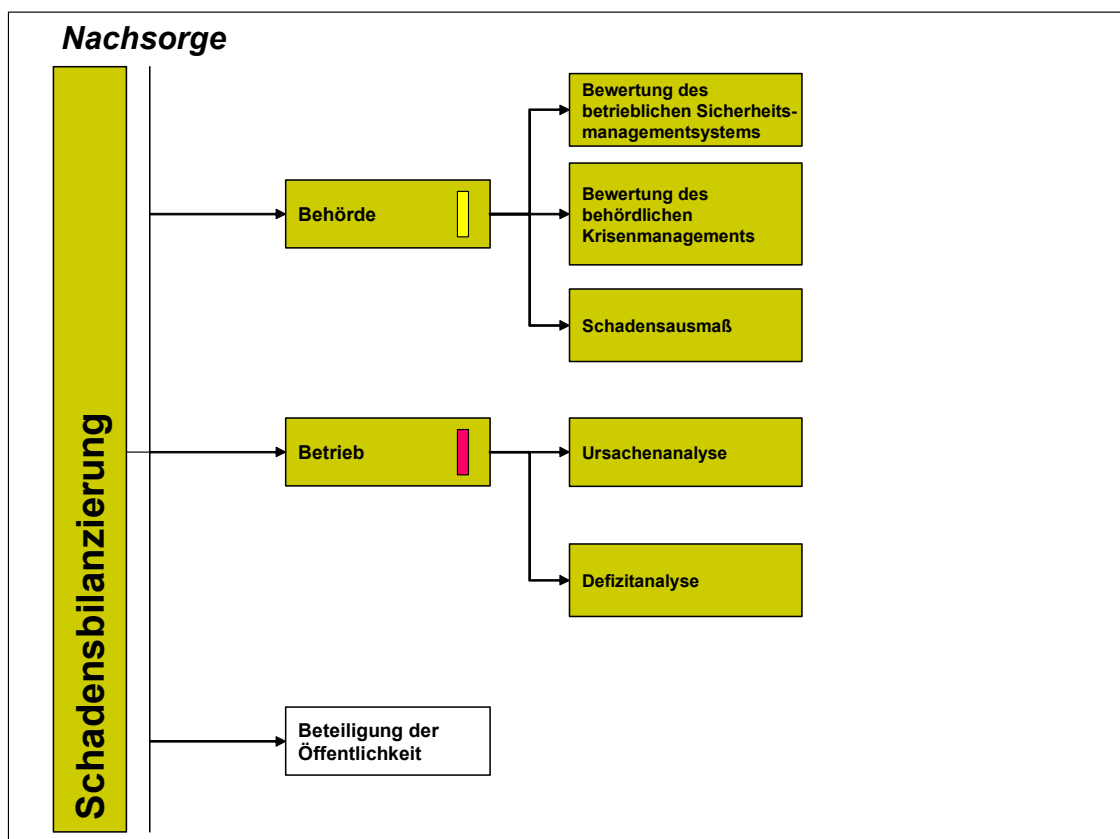 Nachsorge
Schadensbilanzierung
Behörde
Bewertung des
betrieblichen Sicherheits-
managementsystems
Bewertung des
behördlichen
Krisenmanagements
Schadensausmaß
Betrieb
Ursachenanalyse
Defizitanalyse
Beteiligung der
Öffentlichkeit